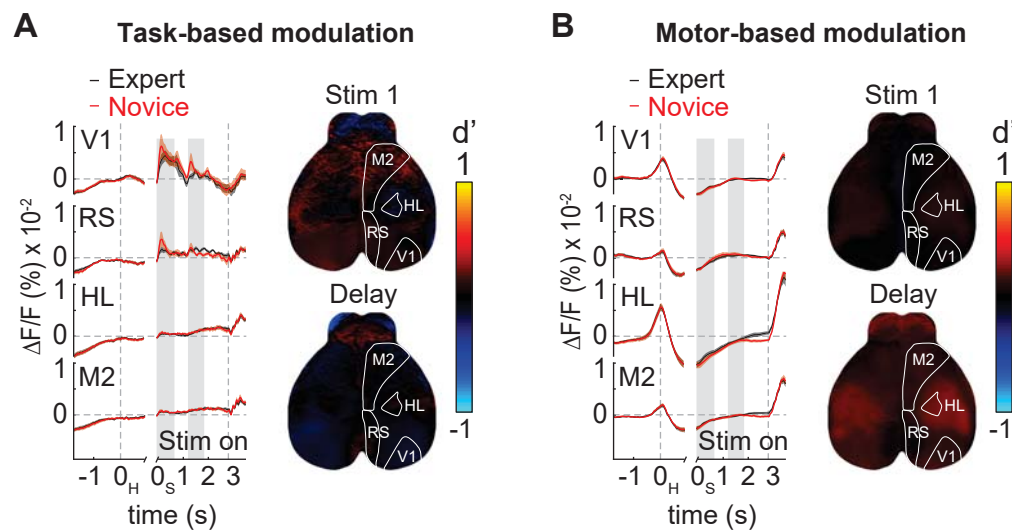 A
Task-based modulation
Expert
Novice
ΔF/F (%) x 10-2
V1
1
0
RS
1
0
HL
1
0
M2
1
0
Stim on
-1 0H 0S 1 2 3
time (s)
Stim 1
M2
HL
RS
V1
Delay
M2
HL
RS
V1
d'
1
-1
B
Motor-based modulation
Expert
Novice
ΔF/F (%) x 10-2
V1
1
0
RS
1
0
HL
1
0
M2
1
0
Stim on
-1 0H 0S 1 2 3
time (s)
Stim 1
M2
HL
RS
V1
Delay
M2
HL
RS
V1
d'
1
-1